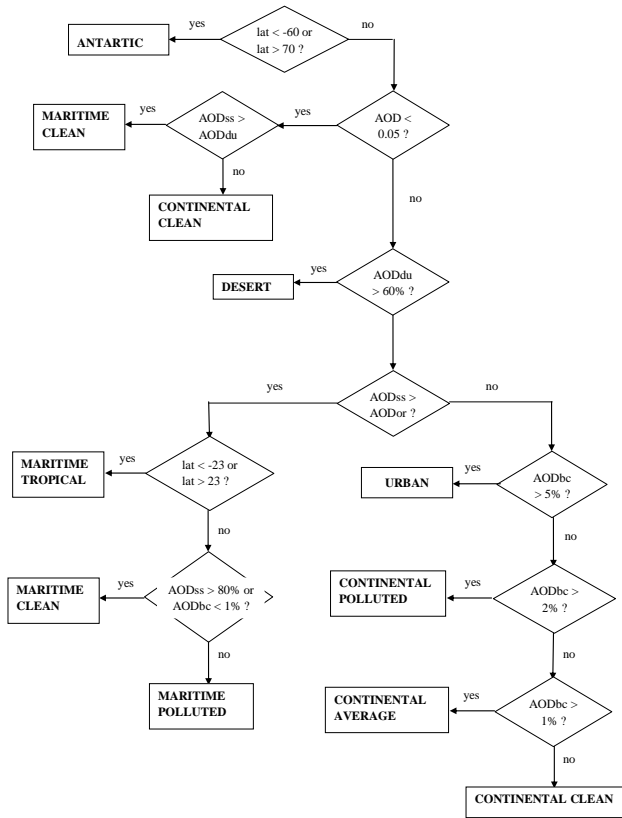 yes
lat < -60 or
lat > 70 ?
no
ANTARTIC
MARITIME
CLEAN
yes
AODss >
AODdu
yes
AOD <
0.05 ?
no
no
CONTINENTAL
CLEAN
DESERT
yes
AODdu
> 60% ?
yes
AODss >
AODor ?
no
MARITIME
TROPICAL
yes
lat < -23 or
lat > 23 ?
URBAN
yes
AODbc
> 5% ?
no
no
MARITIME
CLEAN
yes
AODss > 80% or
AODbc < 1% ?
CONTINENTAL
POLLUTED
yes
AODbc >
2% ?
no
no
MARITIME
POLLUTED
CONTINENTAL
AVERAGE
yes
AODbc >
1% ?
no
CONTINENTAL CLEAN